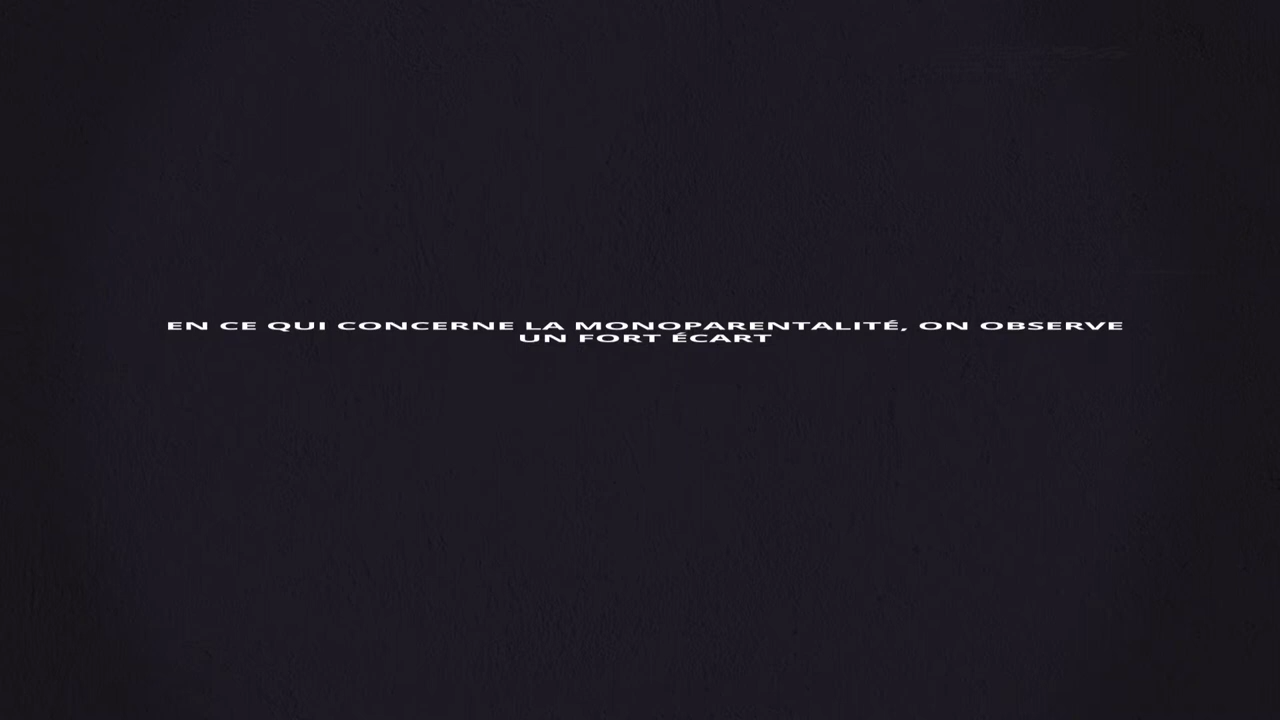 EN CE QUI CONCERNE LA MONOPARENTALITÉ, ON OBSERVE
UN FORT ÉCART